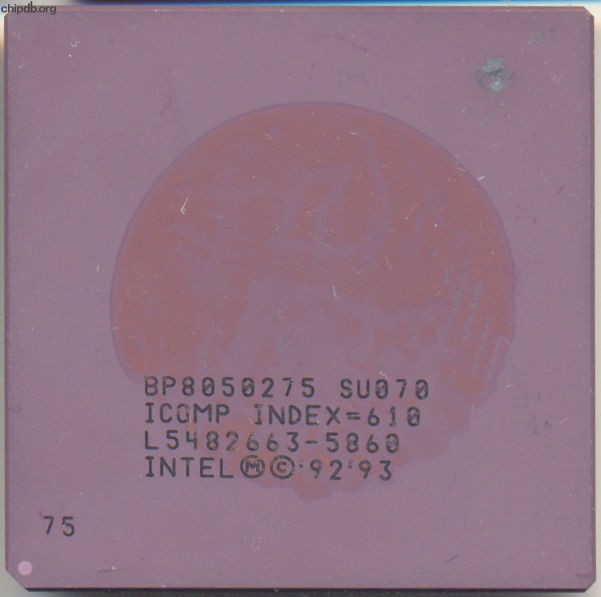 chipdb.org
BP8050275 SU070
ICOMP INDEX=610
L5482663-5860
INTEL Ⓜ © '92'93
75